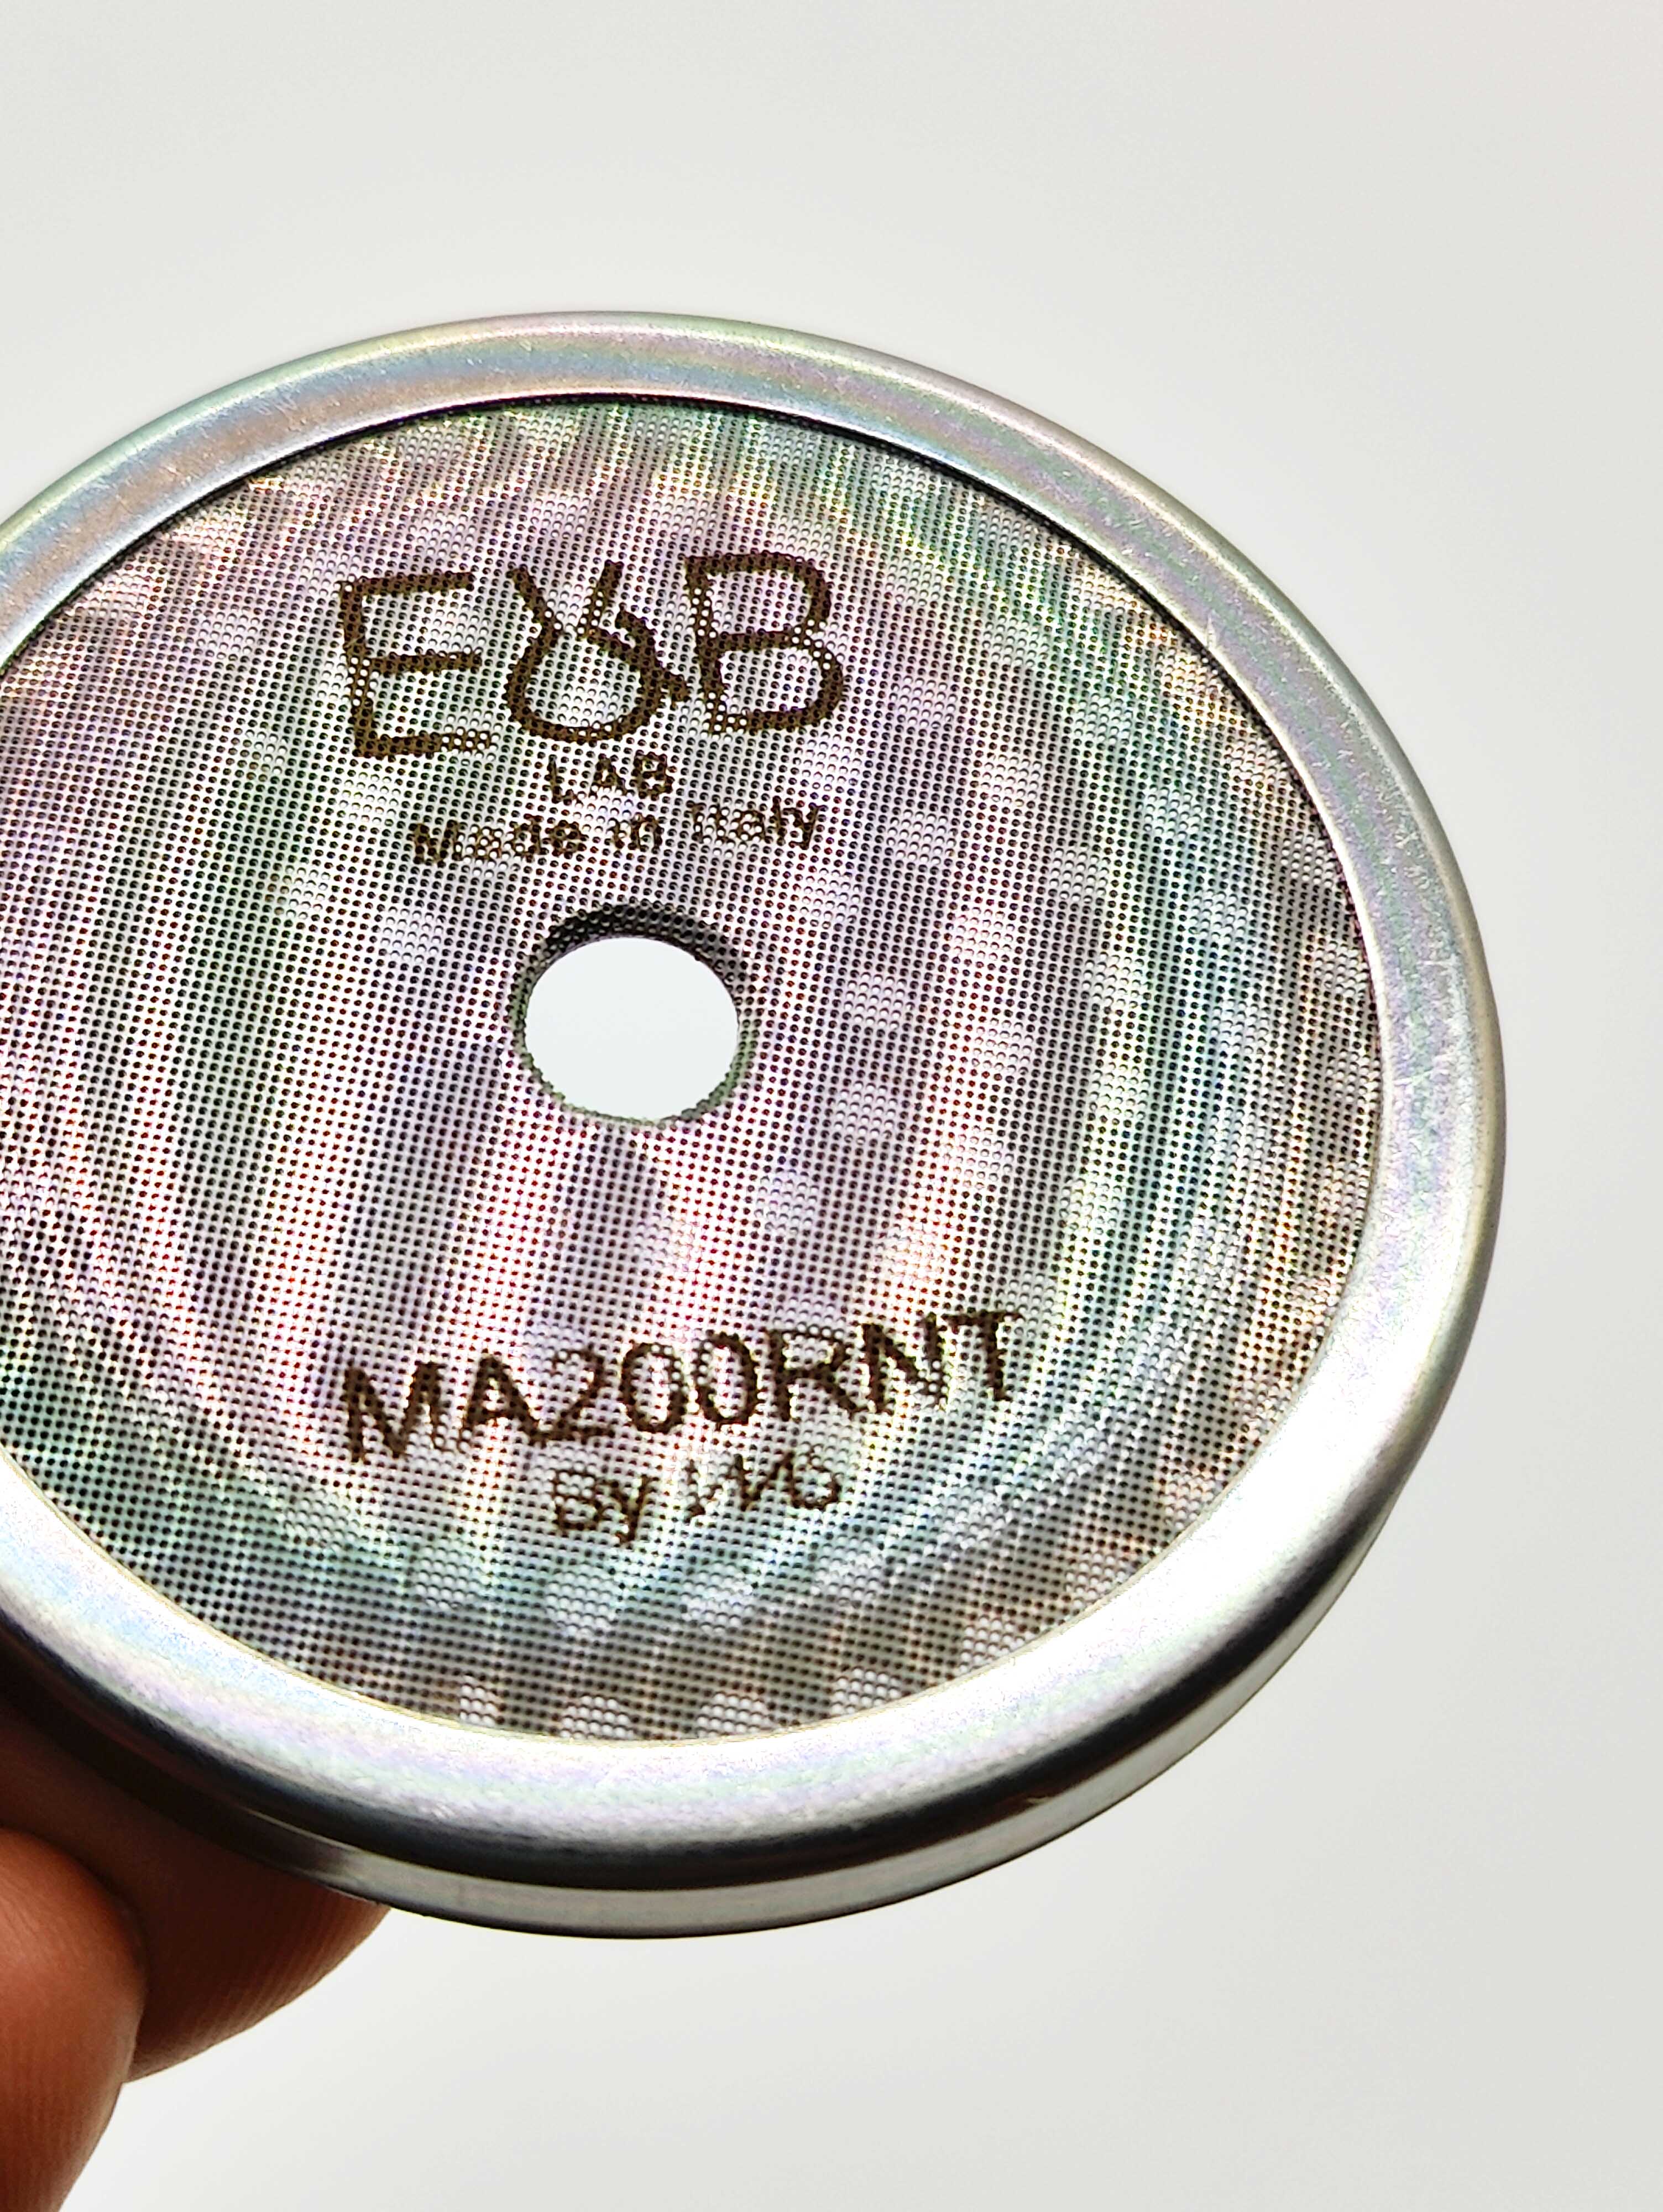 E&B
LAB
Made in Italy
MA200RNT
By IMS